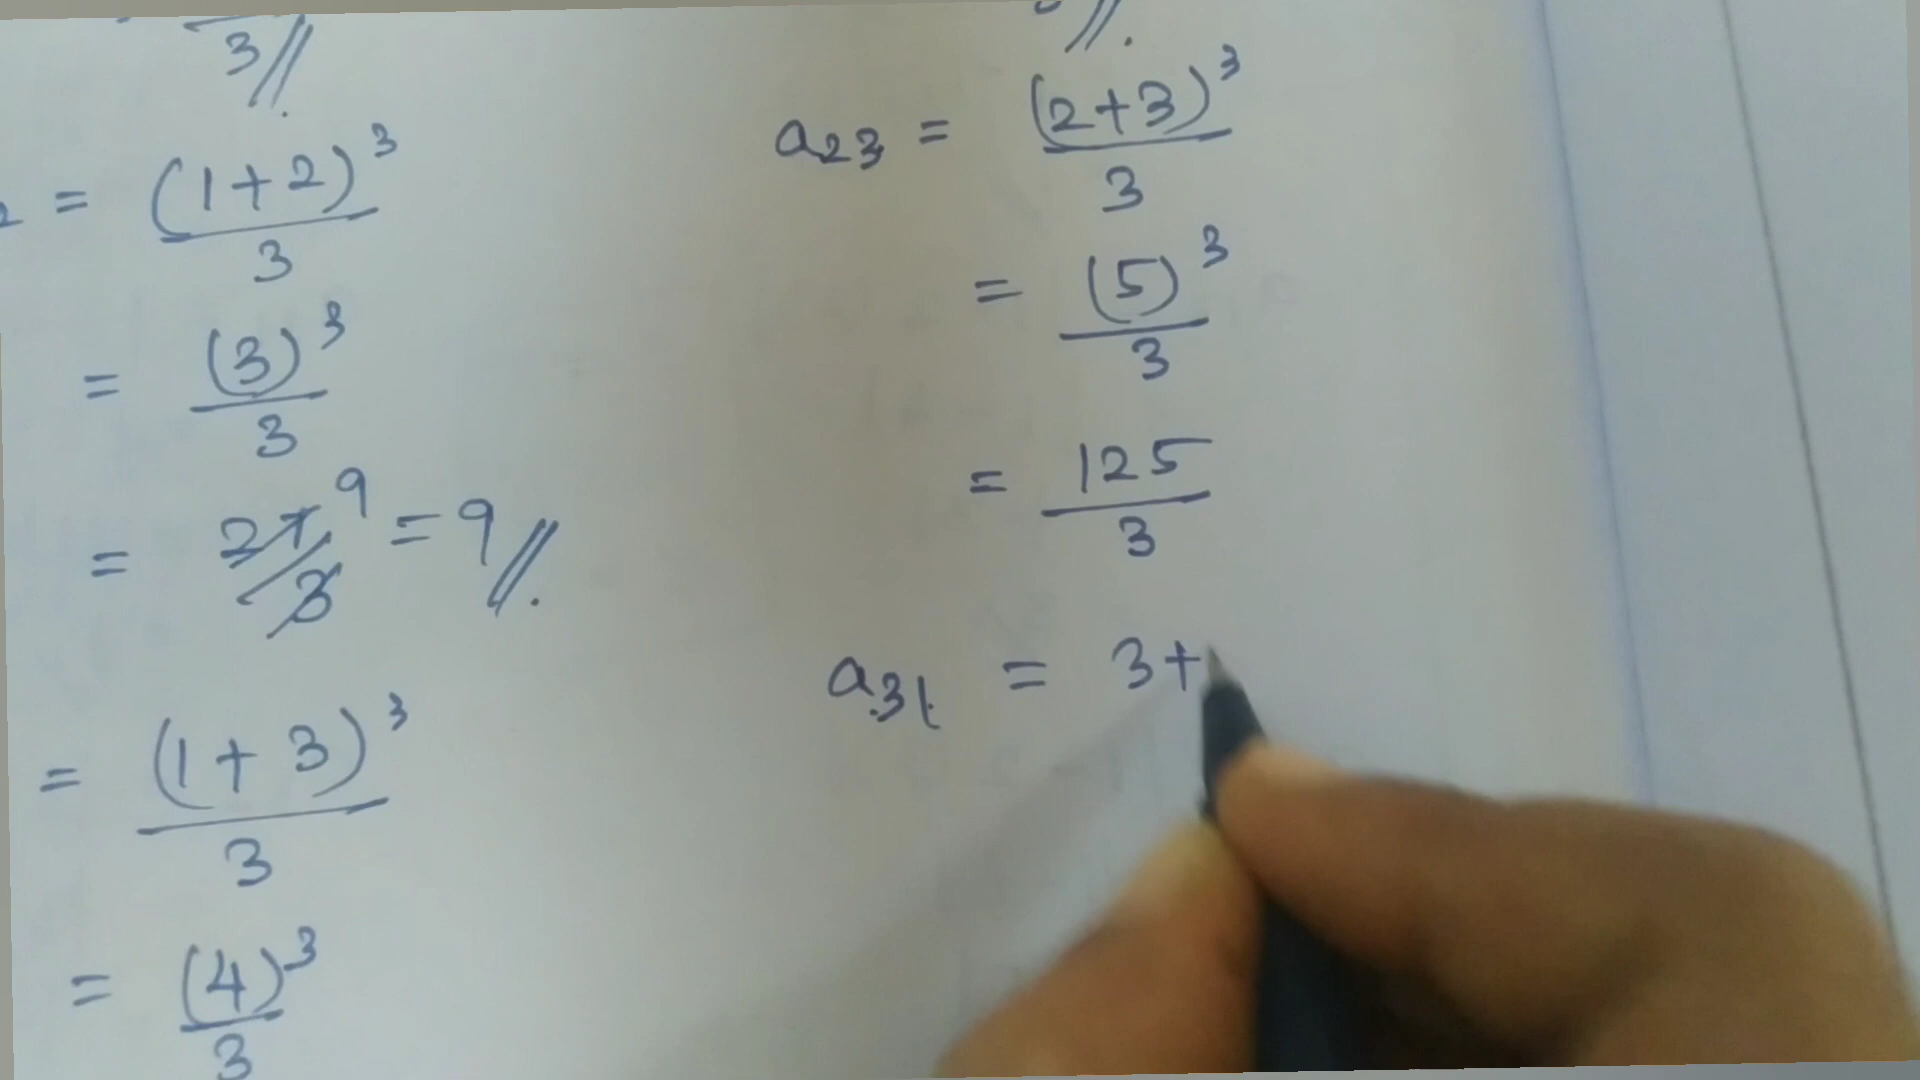 3//.
2 = (1+2)³/3
= (3)³/3
= 27/3 9 = 9//.
= (1+3)³/3
= (4)³/3
//.
a₂₃ = (2+3)³/3
= (5)³/3
= 125/3
a₃₁ = 3+